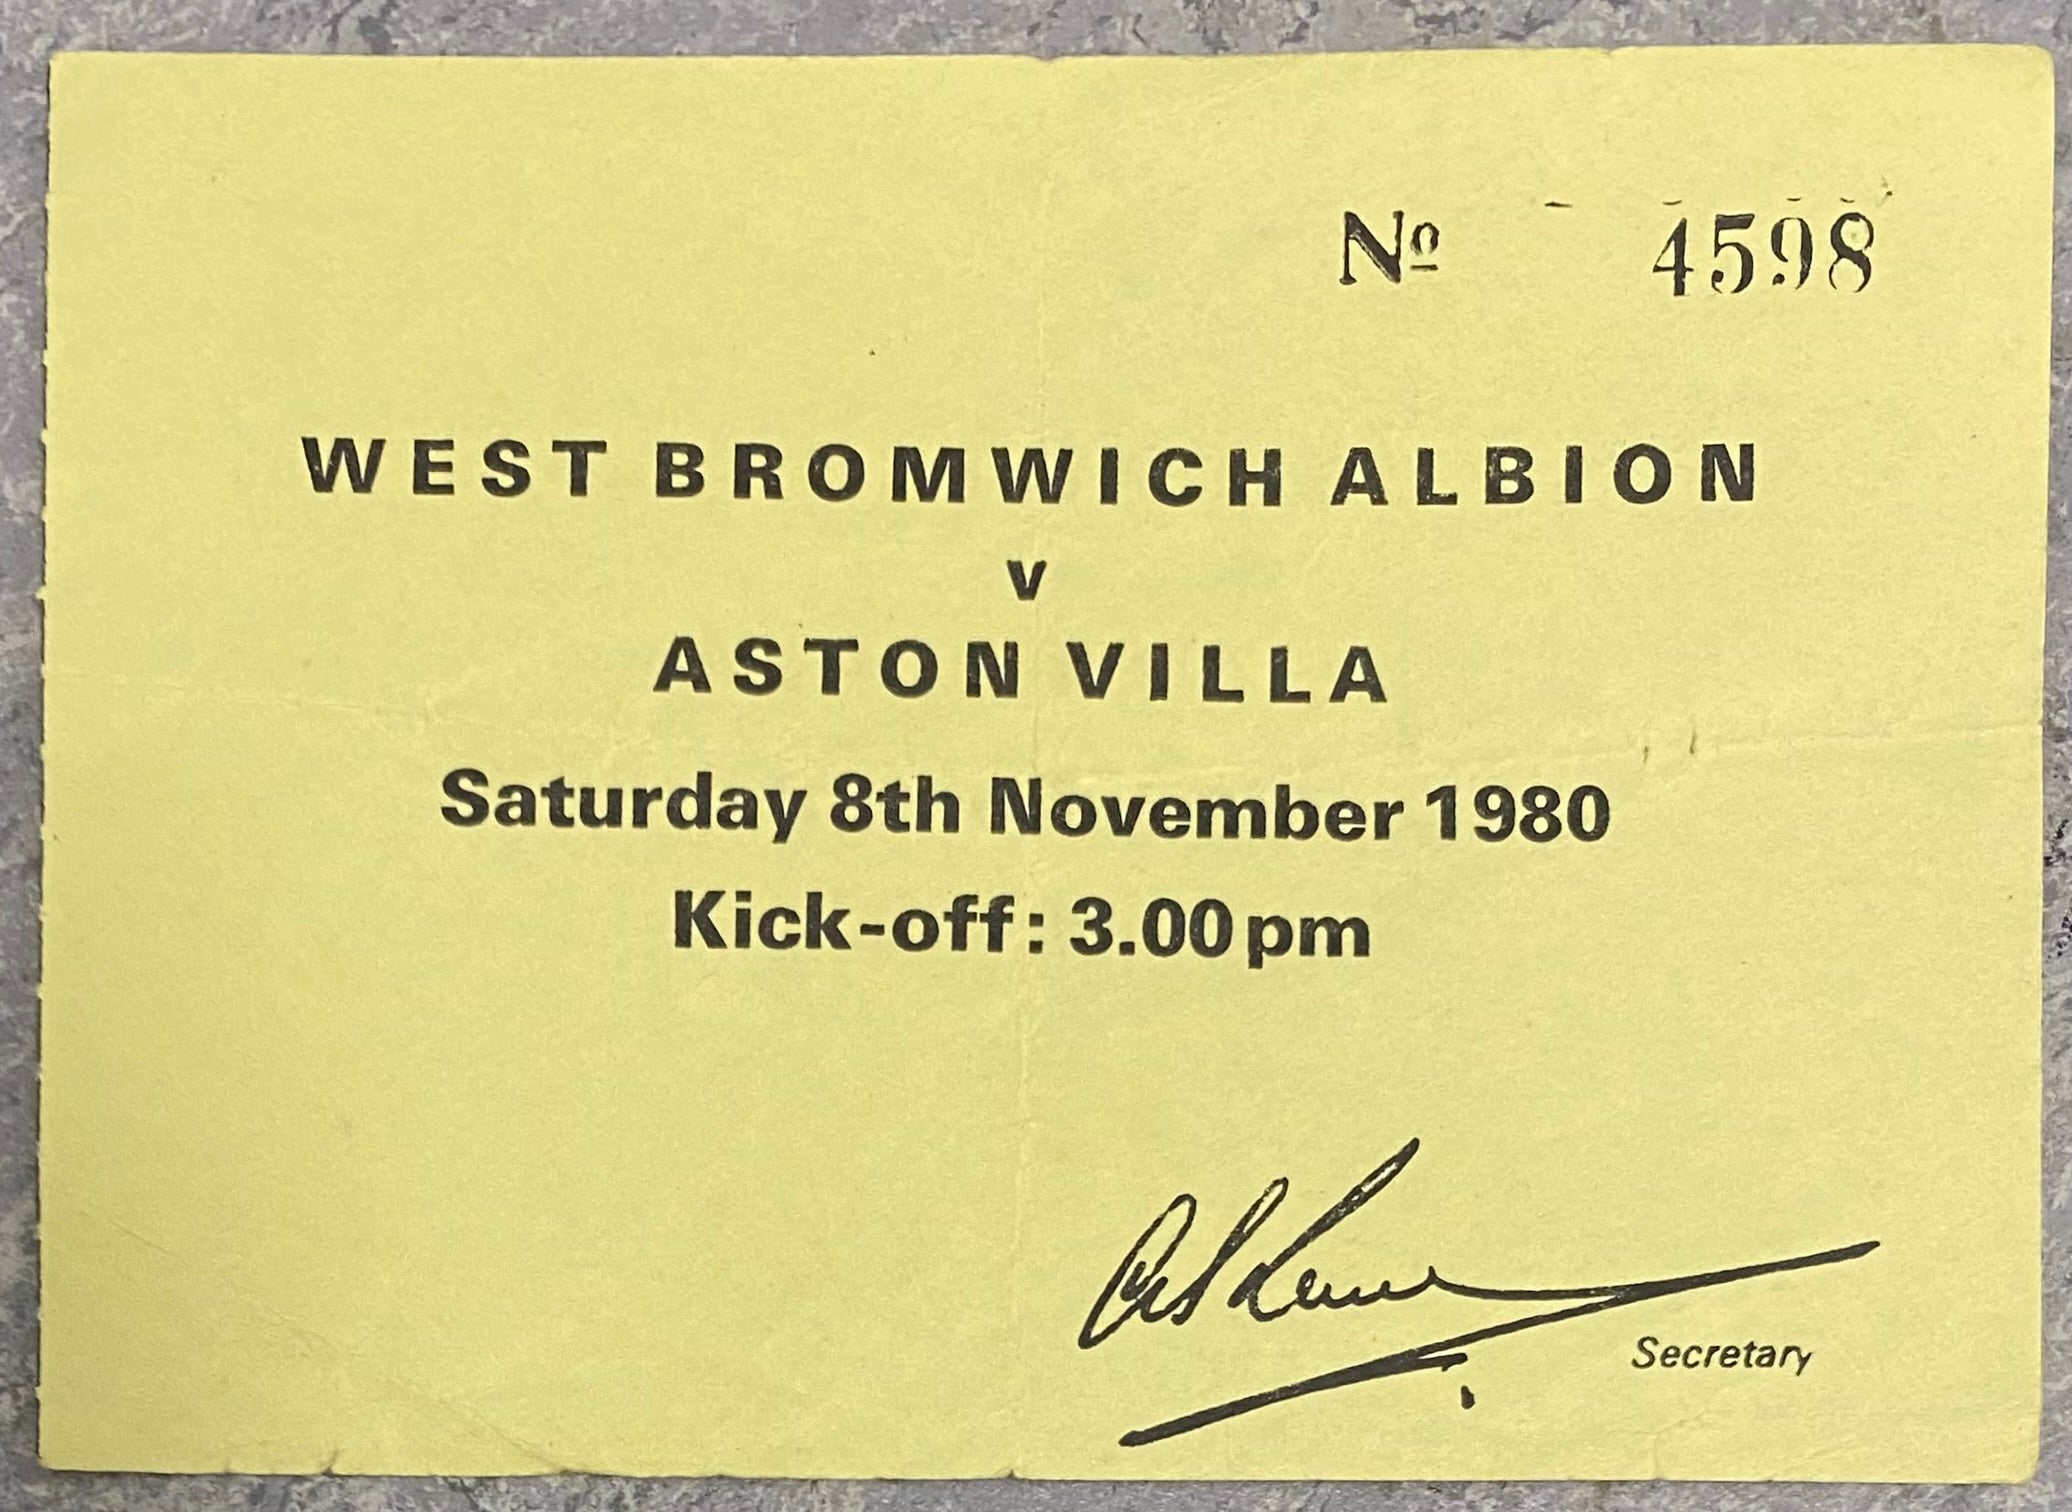 Nº 4598
WEST BROMWICH ALBION
v
ASTON VILLA
Saturday 8th November 1980
Kick-off: 3.00pm
Secretary